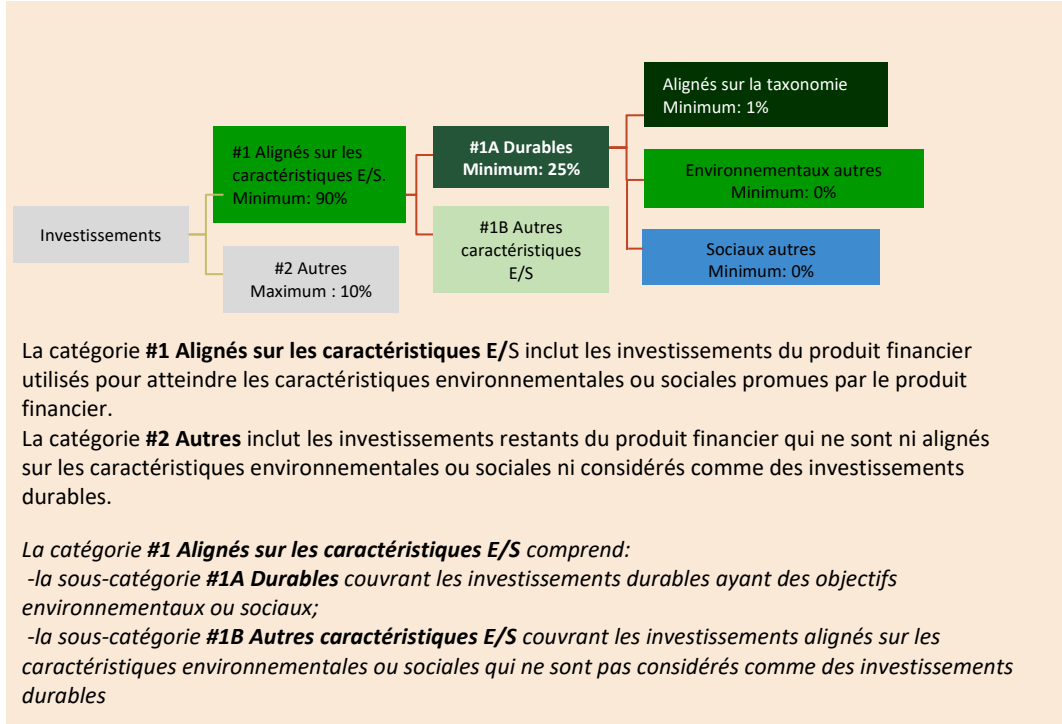 Investissements
#1 Alignés sur les
caractéristiques E/S.
Minimum: 90%
#2 Autres
Maximum : 10%
#1A Durables
Minimum: 25%
#1B Autres
caractéristiques
E/S
Alignés sur la taxonomie
Minimum: 1%
Environnementaux autres
Minimum: 0%
Sociaux autres
Minimum: 0%
La catégorie #1 Alignés sur les caractéristiques E/S inclut les investissements du produit financier
utilisés pour atteindre les caractéristiques environnementales ou sociales promues par le produit
financier.
La catégorie #2 Autres inclut les investissements restants du produit financier qui ne sont ni alignés
sur les caractéristiques environnementales ou sociales ni considérés comme des investissements
durables.
La catégorie #1 Alignés sur les caractéristiques E/S comprend:
-la sous-catégorie #1A Durables couvrant les investissements durables ayant des objectifs
environnementaux ou sociaux;
-la sous-catégorie #1B Autres caractéristiques E/S couvrant les investissements alignés sur les
caractéristiques environnementales ou sociales qui ne sont pas considérés comme des investissements
durables